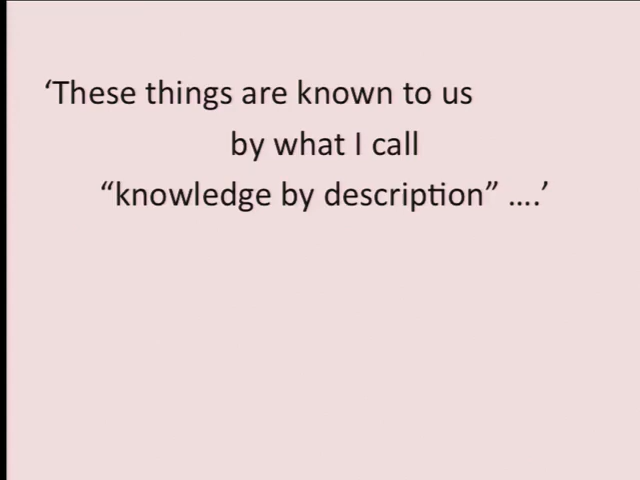 ‘These things are known to us
by what I call
“knowledge by description” ....’